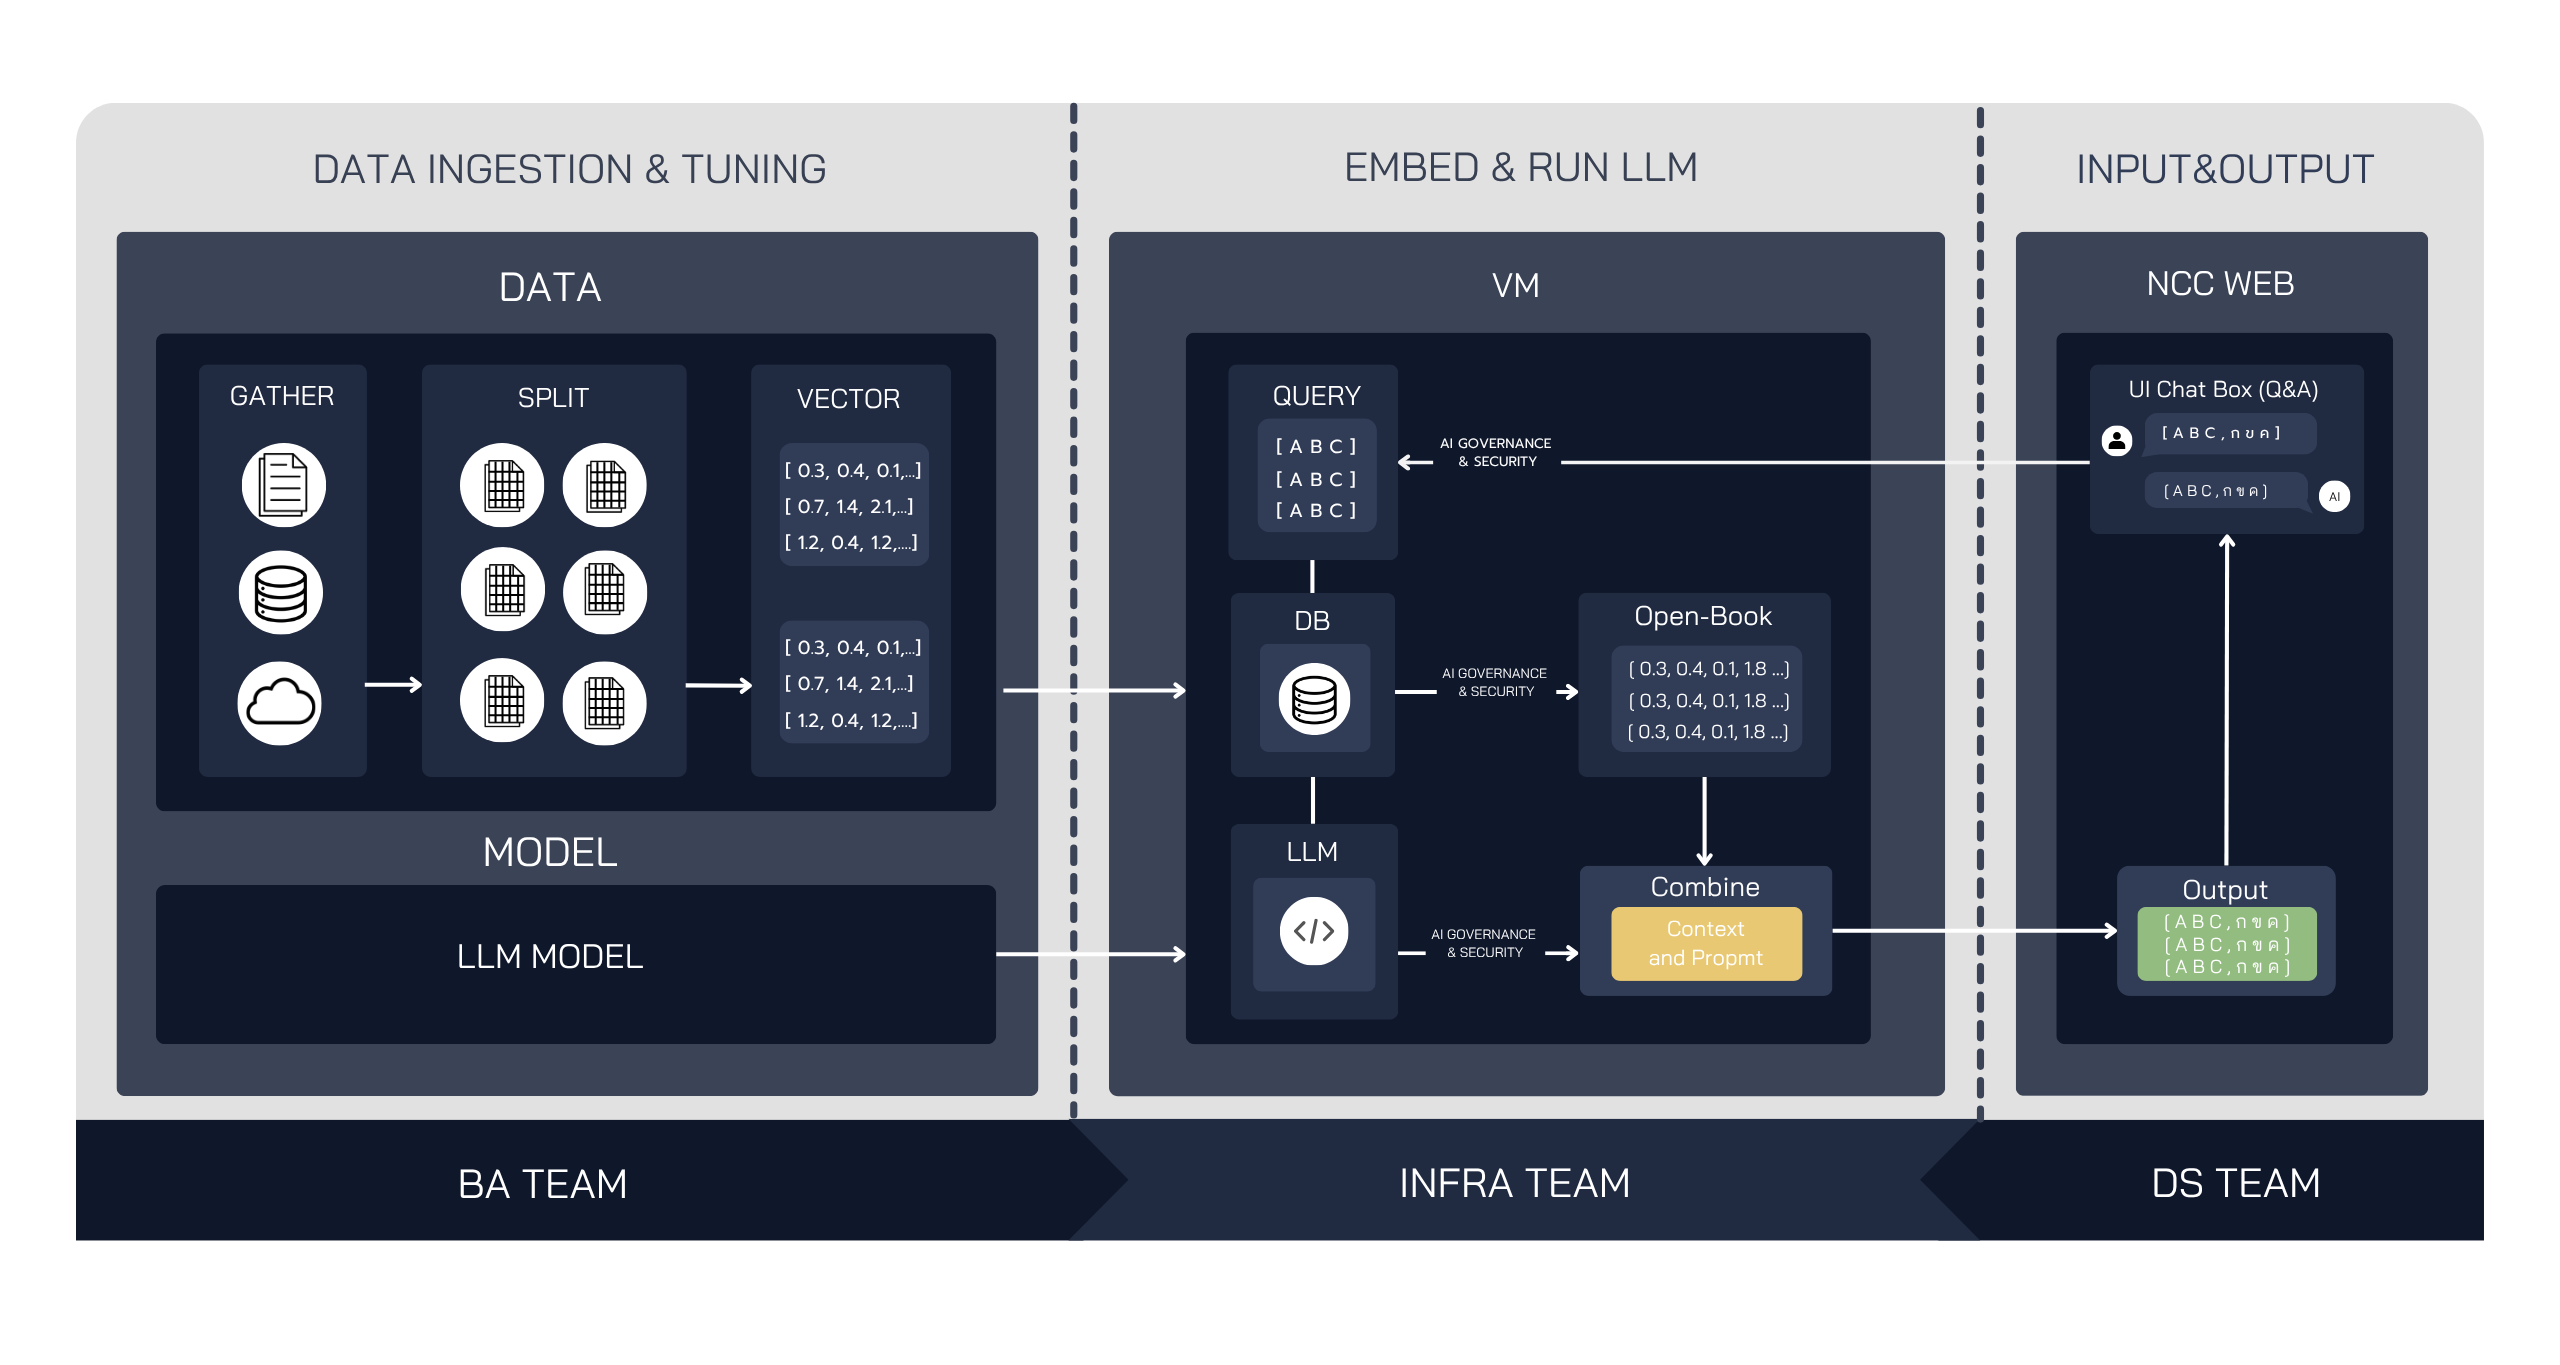 DATA INGESTION & TUNING
DATA
GATHER
SPLIT
VECTOR
[ 0.3, 0.4, 0.1,...]
[ 0.7, 1.4, 2.1,...]
[ 1.2, 0.4, 1.2,....]
[ 0.3, 0.4, 0.1,...]
[ 0.7, 1.4, 2.1,...]
[ 1.2, 0.4, 1.2,....]
MODEL
LLM MODEL
BA TEAM
EMBED & RUN LLM
VM
QUERY
[ A B C ]
[ A B C ]
[ A B C ]
AI GOVERNANCE
& SECURITY
DB
AI GOVERNANCE
& SECURITY
Open-Book
[ 0.3, 0.4, 0.1, 1.8 ...]
[ 0.3, 0.4, 0.1, 1.8 ...]
[ 0.3, 0.4, 0.1, 1.8 ...]
LLM
</>
AI GOVERNANCE
& SECURITY
Combine
Context
and Propmt
INFRA TEAM
INPUT&OUTPUT
NCC WEB
UI Chat Box (Q&A)
[ A B C , ก ข ค ]
[ A B C , ก ข ค ]
AI
Output
[ A B C , ก ข ค ]
[ A B C , ก ข ค ]
[ A B C , ก ข ค ]
DS TEAM